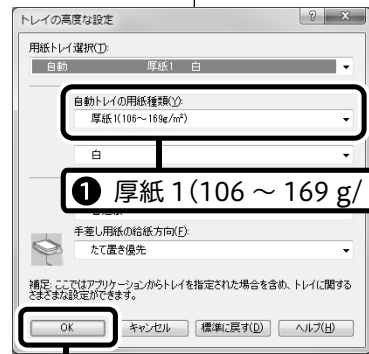 トレイの高度な設定
用紙トレイ選択(T):
自動 厚紙1 白
自動トレイの用紙種類(Y):
厚紙1(106～169g/m²)
白
❶ 厚紙 1（106 ～ 169 g/
手差し用紙の給紙方向(F):
たて置き優先
補足: ここではアプリケーションからトレイを指定された場合を含め、トレイに関する
さまざまな設定ができます。
OK キャンセル 標準に戻す(D) ヘルプ(H)